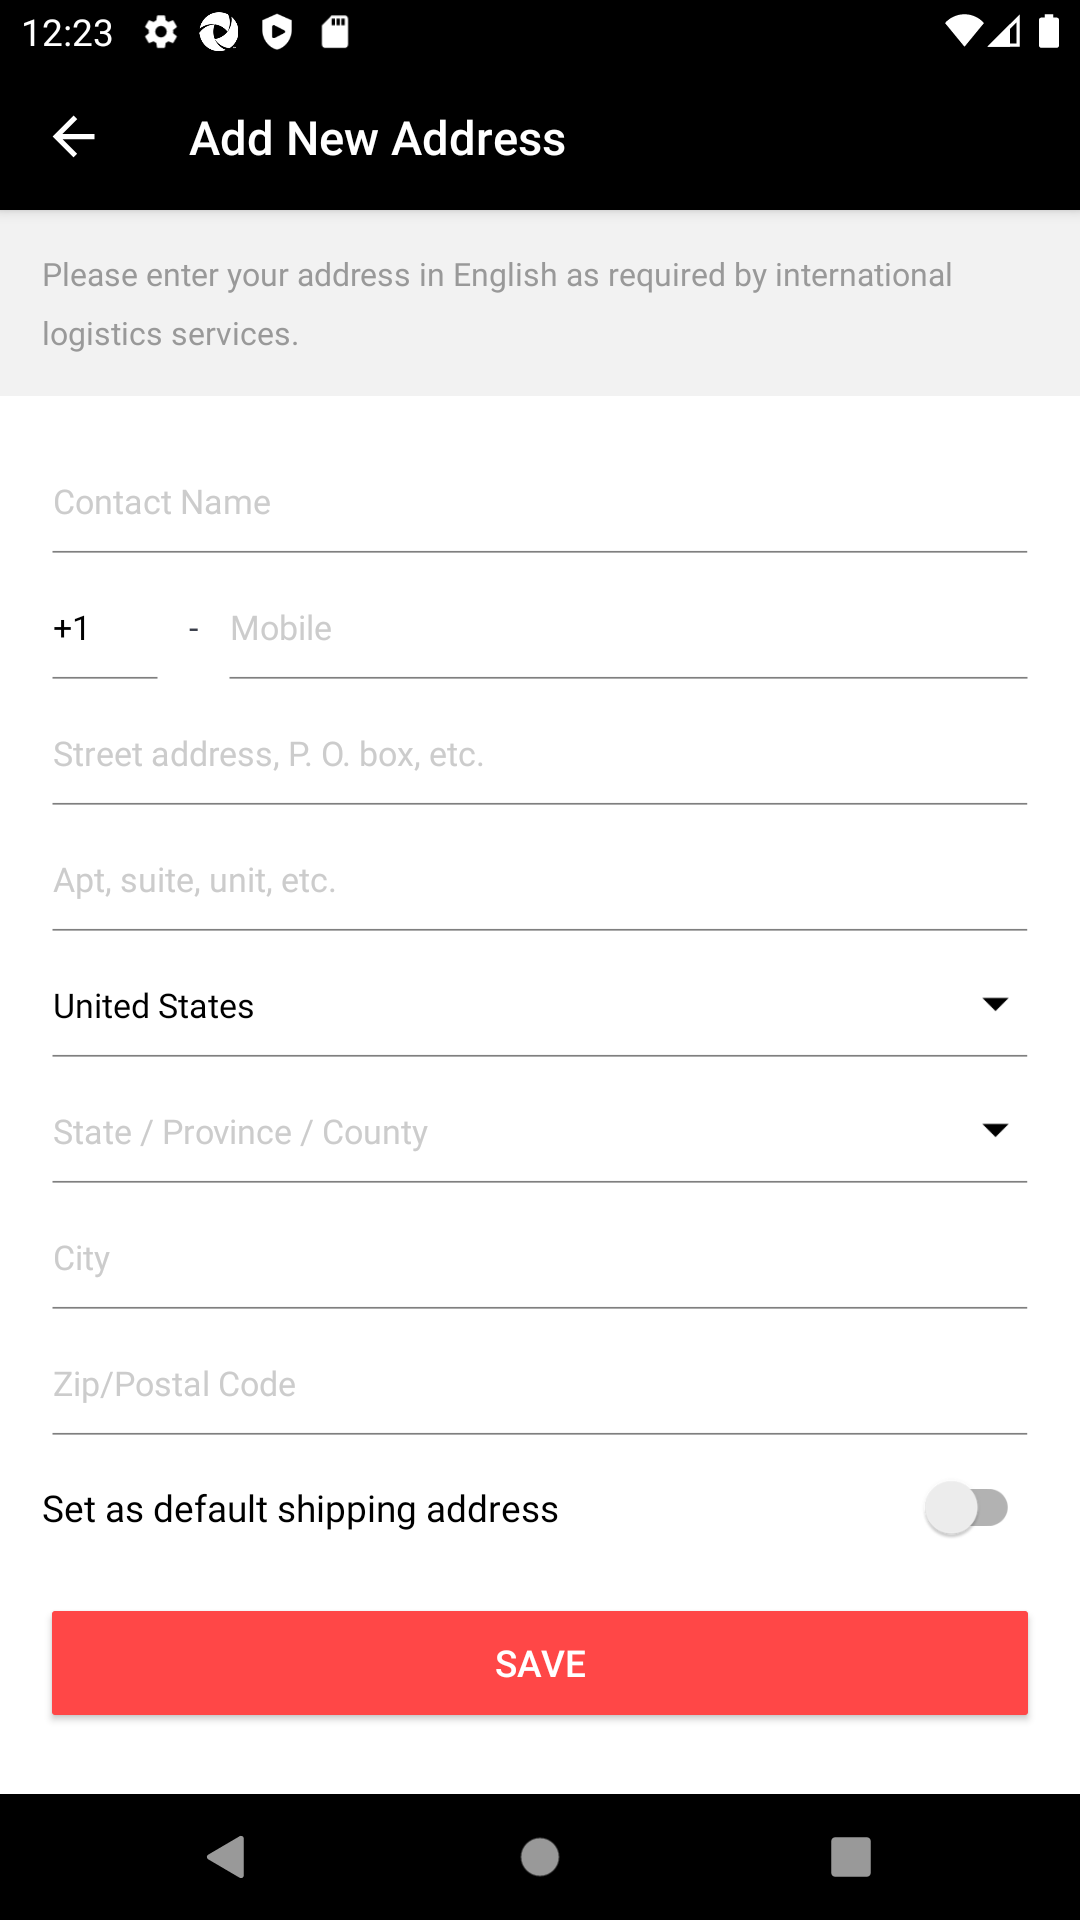 12:23
Add New Address
Please enter your address in English as required by international
logistics services.
Contact Name
+1 - Mobile
Street address, P. O. box, etc.
Apt, suite, unit, etc.
United States
State / Province / County
City
Zip/Postal Code
Set as default shipping address
SAVE